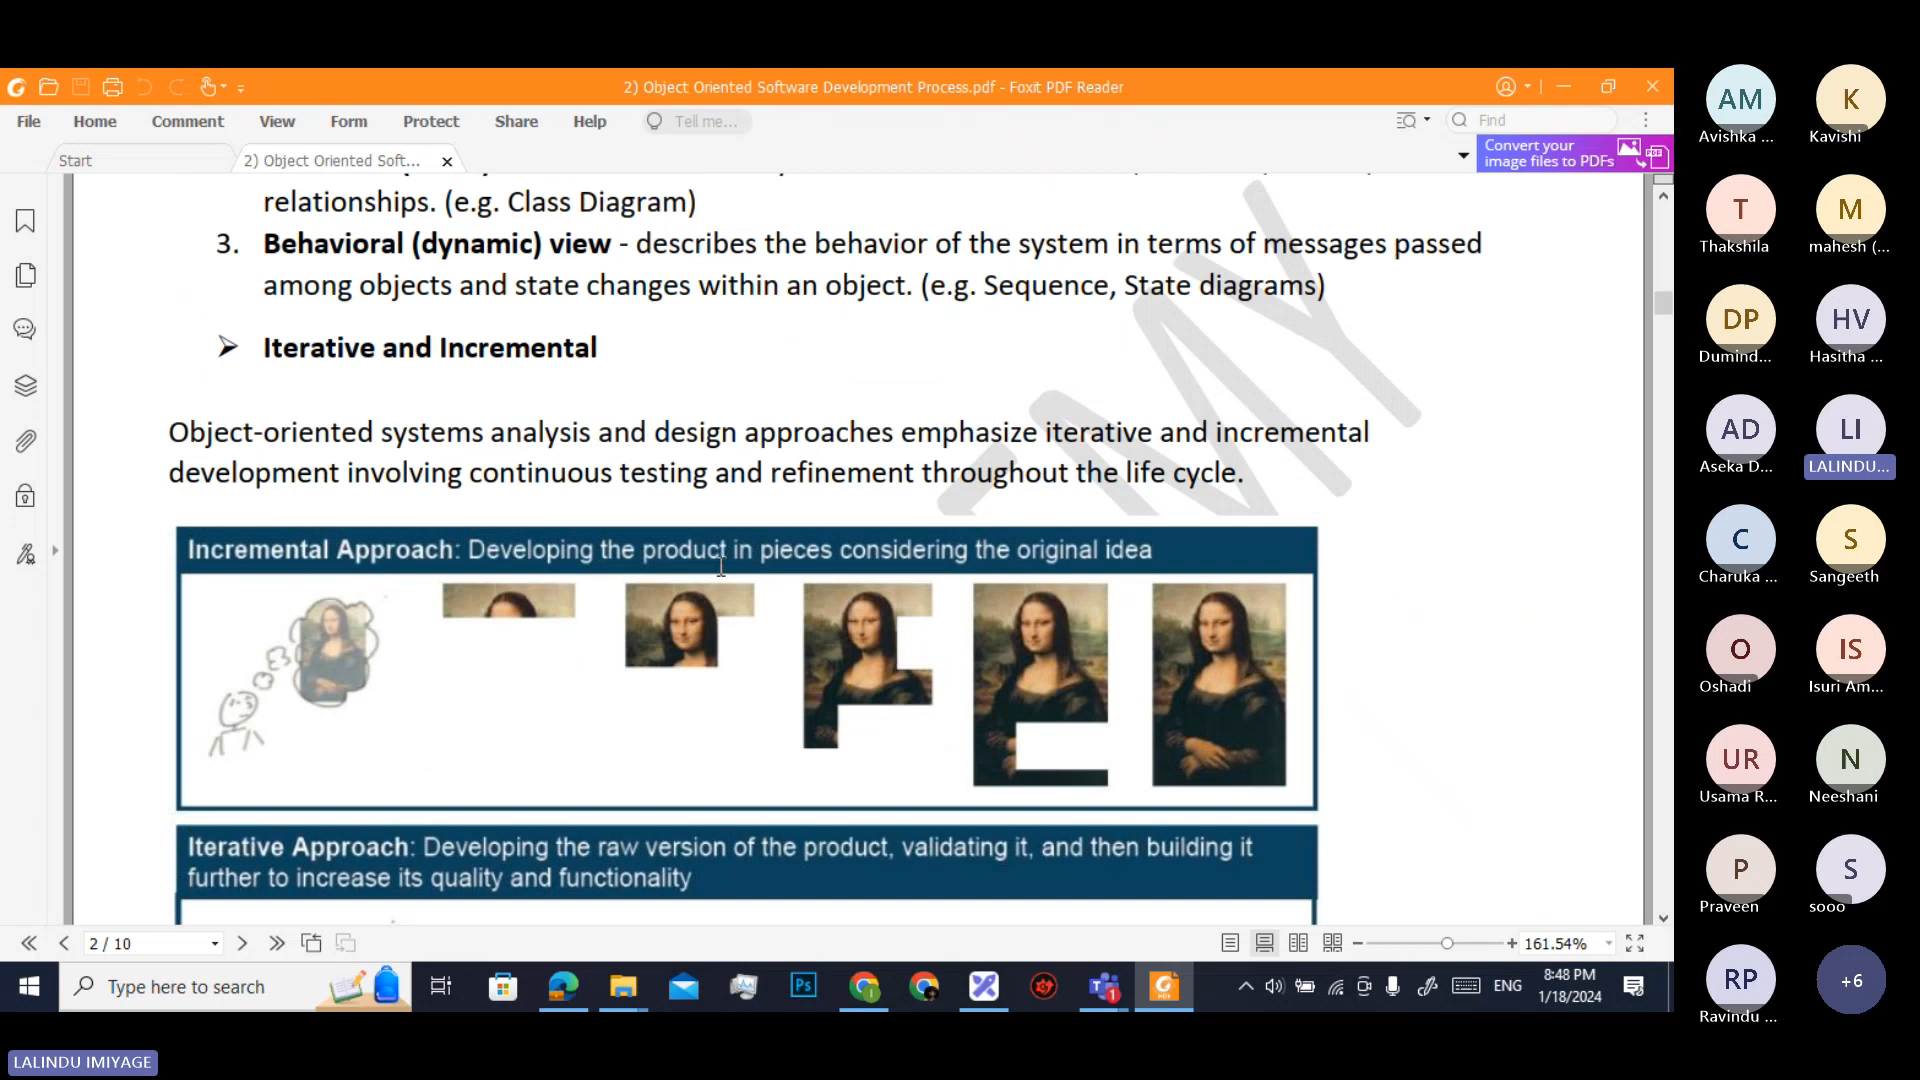 2) Object Oriented Software Development Process.pdf - Foxit PDF Reader
File Home Comment View Form Protect Share Help Tell me... Find
Start 2) Object Oriented Soft...
Convert your
image files to PDFs
relationships. (e.g. Class Diagram)
3. Behavioral (dynamic) view - describes the behavior of the system in terms of messages passed
among objects and state changes within an object. (e.g. Sequence, State diagrams)
➢ Iterative and Incremental
Object-oriented systems analysis and design approaches emphasize iterative and incremental
development involving continuous testing and refinement throughout the life cycle.
Incremental Approach: Developing the product in pieces considering the original idea
Iterative Approach: Developing the raw version of the product, validating it, and then building it
further to increase its quality and functionality
2 / 10
161.54%
Type here to search
Ps
ENG
8:48 PM
1/18/2024
LALINDU IMIYAGE
AM K
Avishka ... Kavishi
T M
Thakshila mahesh (...
DP HV
Dumind... Hasitha ...
AD LI
Aseka D... LALINDU...
C S
Charuka ... Sangeeth
O IS
Oshadi Isuri Am...
UR N
Usama R... Neeshani
P S
Praveen sooo
RP +6
Ravindu ...